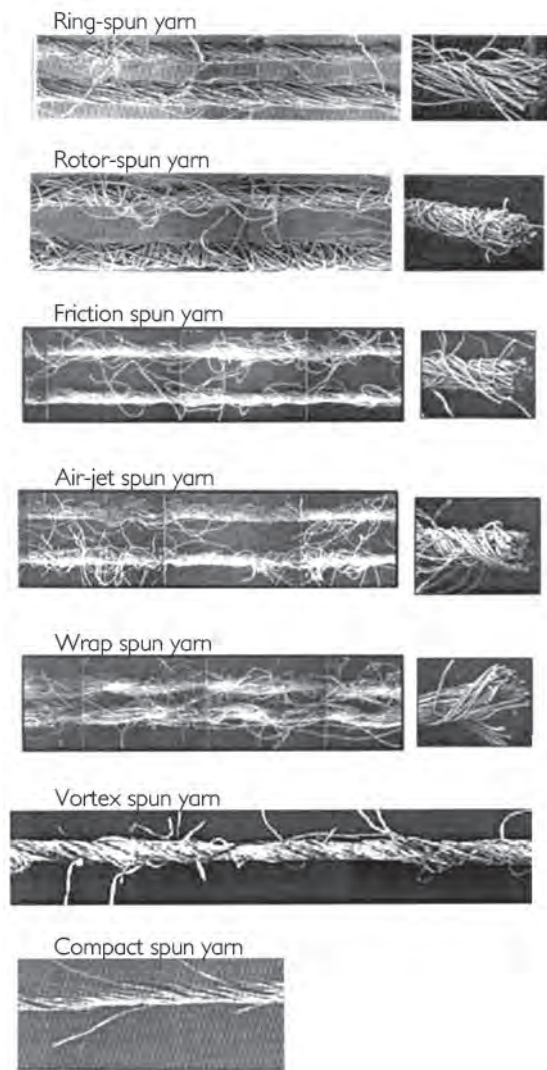 Ring-spun yarn
Rotor-spun yarn
Friction spun yarn
Air-jet spun yarn
Wrap spun yarn
Vortex spun yarn
Compact spun yarn